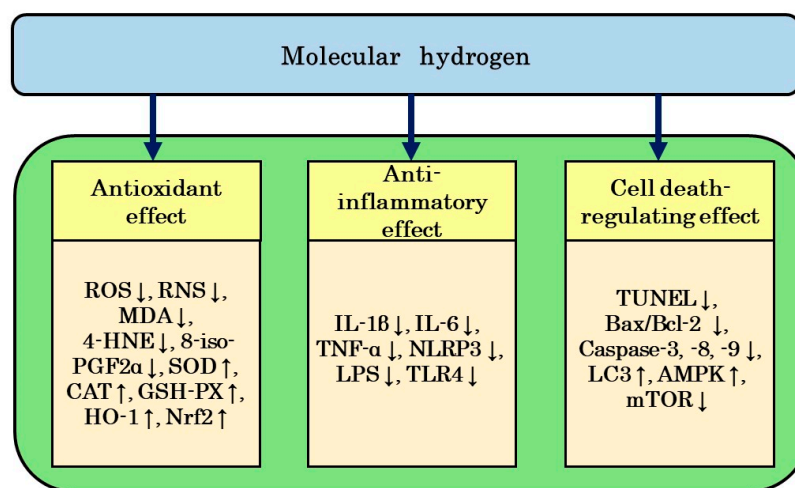 Molecular hydrogen
Antioxidant
effect
ROS↓, RNS↓,
MDA↓,
4-HNE↓, 8-iso-
PGF2α↓, SOD↑,
CAT↑, GSH-PX↑,
HO-1↑, Nrf2↑
Anti-
inflammatory
effect
IL-1ß↓, IL-6↓,
TNF-α↓, NLRP3↓,
LPS↓, TLR4↓
Cell death-
regulating effect
TUNEL↓,
Bax/Bcl-2 ↓,
Caspase-3, -8, -9↓,
LC3↑, AMPK↑,
mTOR↓